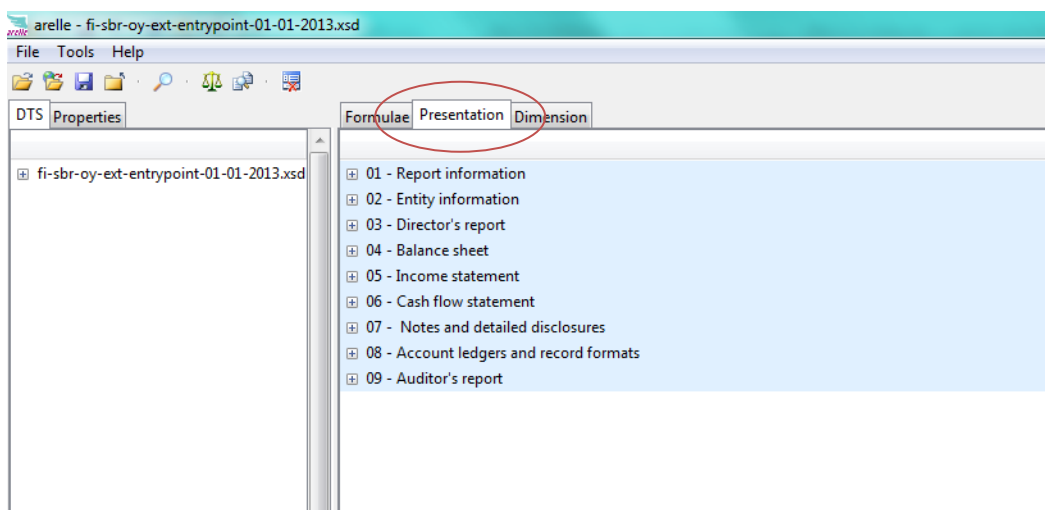 arelle arelle - fi-sbr-oy-ext-entrypoint-01-01-2013.xsd
File Tools Help
DTS Properties
Formulae Presentation Dimension
fi-sbr-oy-ext-entrypoint-01-01-2013.xsd
01 - Report information
02 - Entity information
03 - Director's report
04 - Balance sheet
05 - Income statement
06 - Cash flow statement
07 -  Notes and detailed disclosures
08 - Account ledgers and record formats
09 - Auditor's report